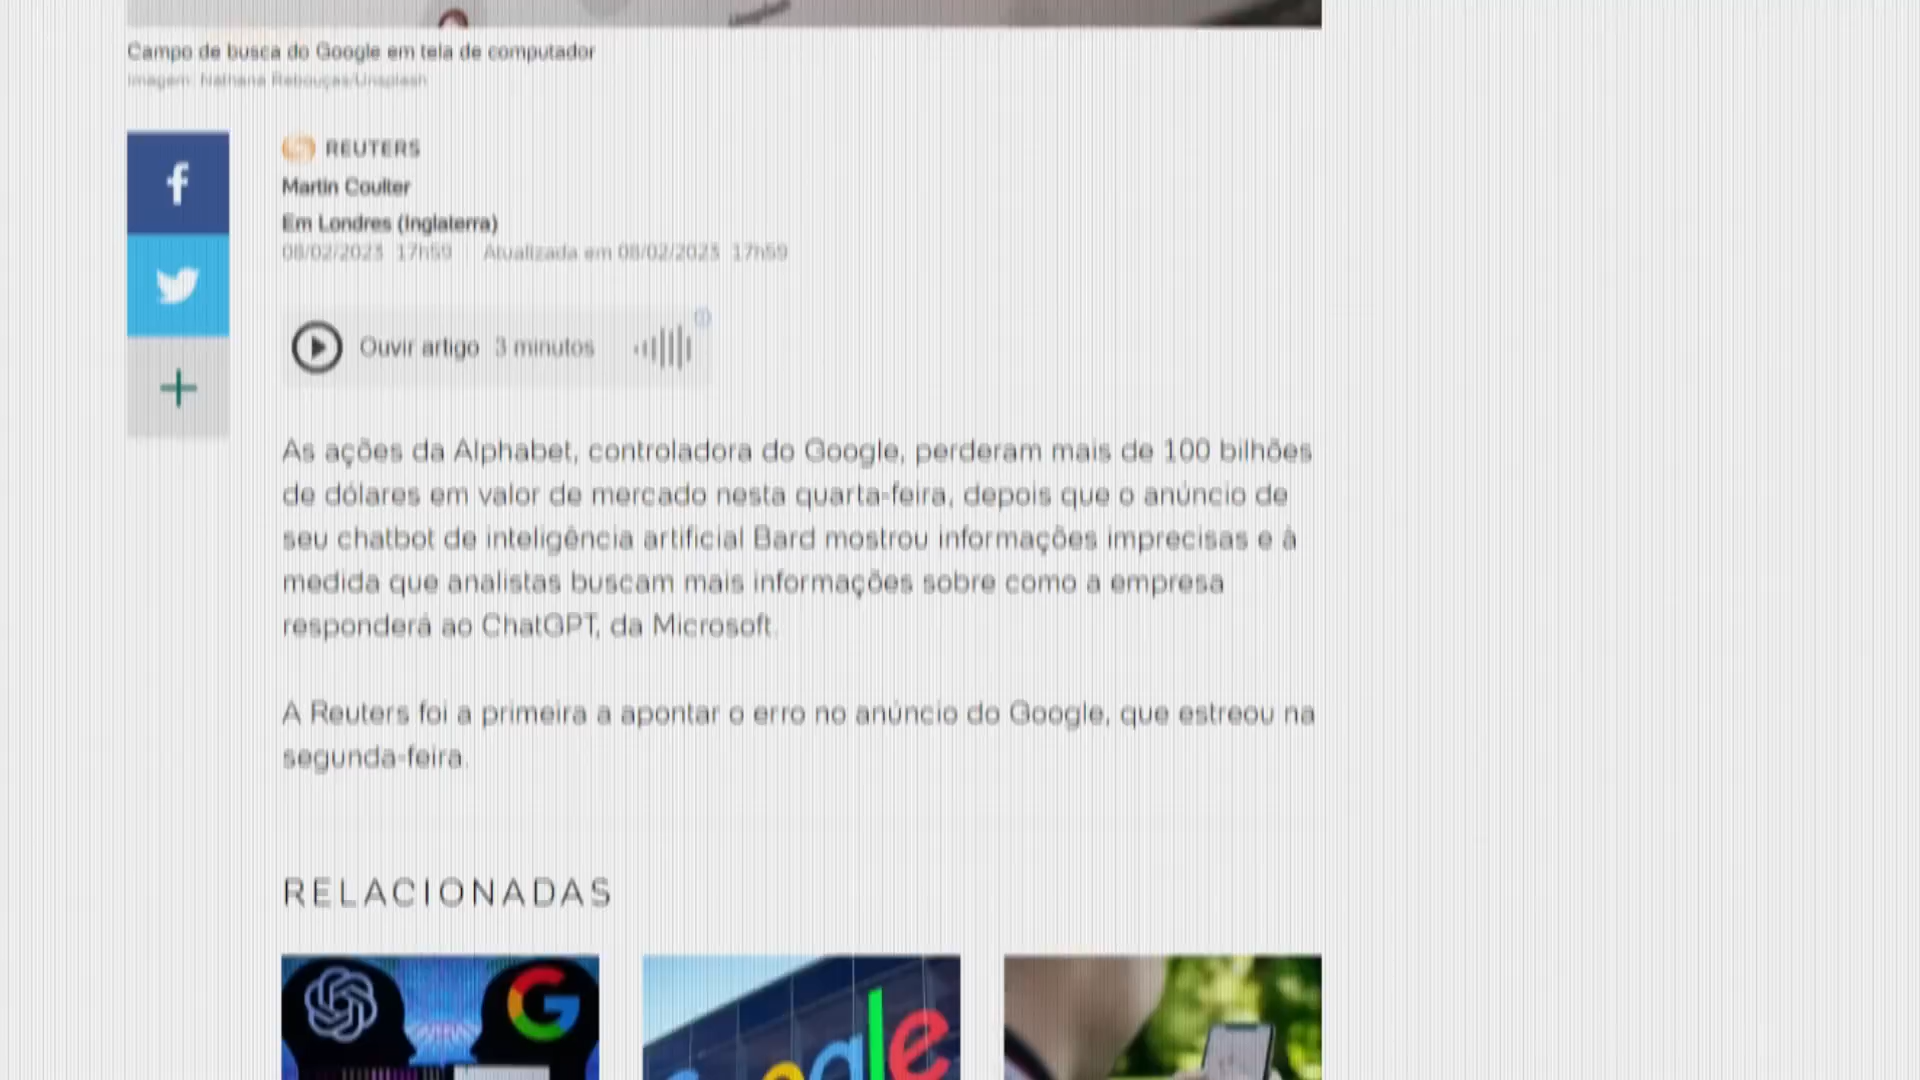 Campo de busca do Google em tela de computador
Imagem: Nathana Rebouças/Unsplash
REUTERS
Martin Coulter
Em Londres (Inglaterra)
08/02/2023 17h59 Atualizada em 08/02/2023 17h59
Ouvir artigo 3 minutos
As ações da Alphabet, controladora do Google, perderam mais de 100 bilhões
de dólares em valor de mercado nesta quarta-feira, depois que o anúncio de
seu chatbot de inteligência artificial Bard mostrou informações imprecisas e à
medida que analistas buscam mais informações sobre como a empresa
responderá ao ChatGPT, da Microsoft.
A Reuters foi a primeira a apontar o erro no anúncio do Google, que estreou na
segunda-feira.
RELACIONADAS